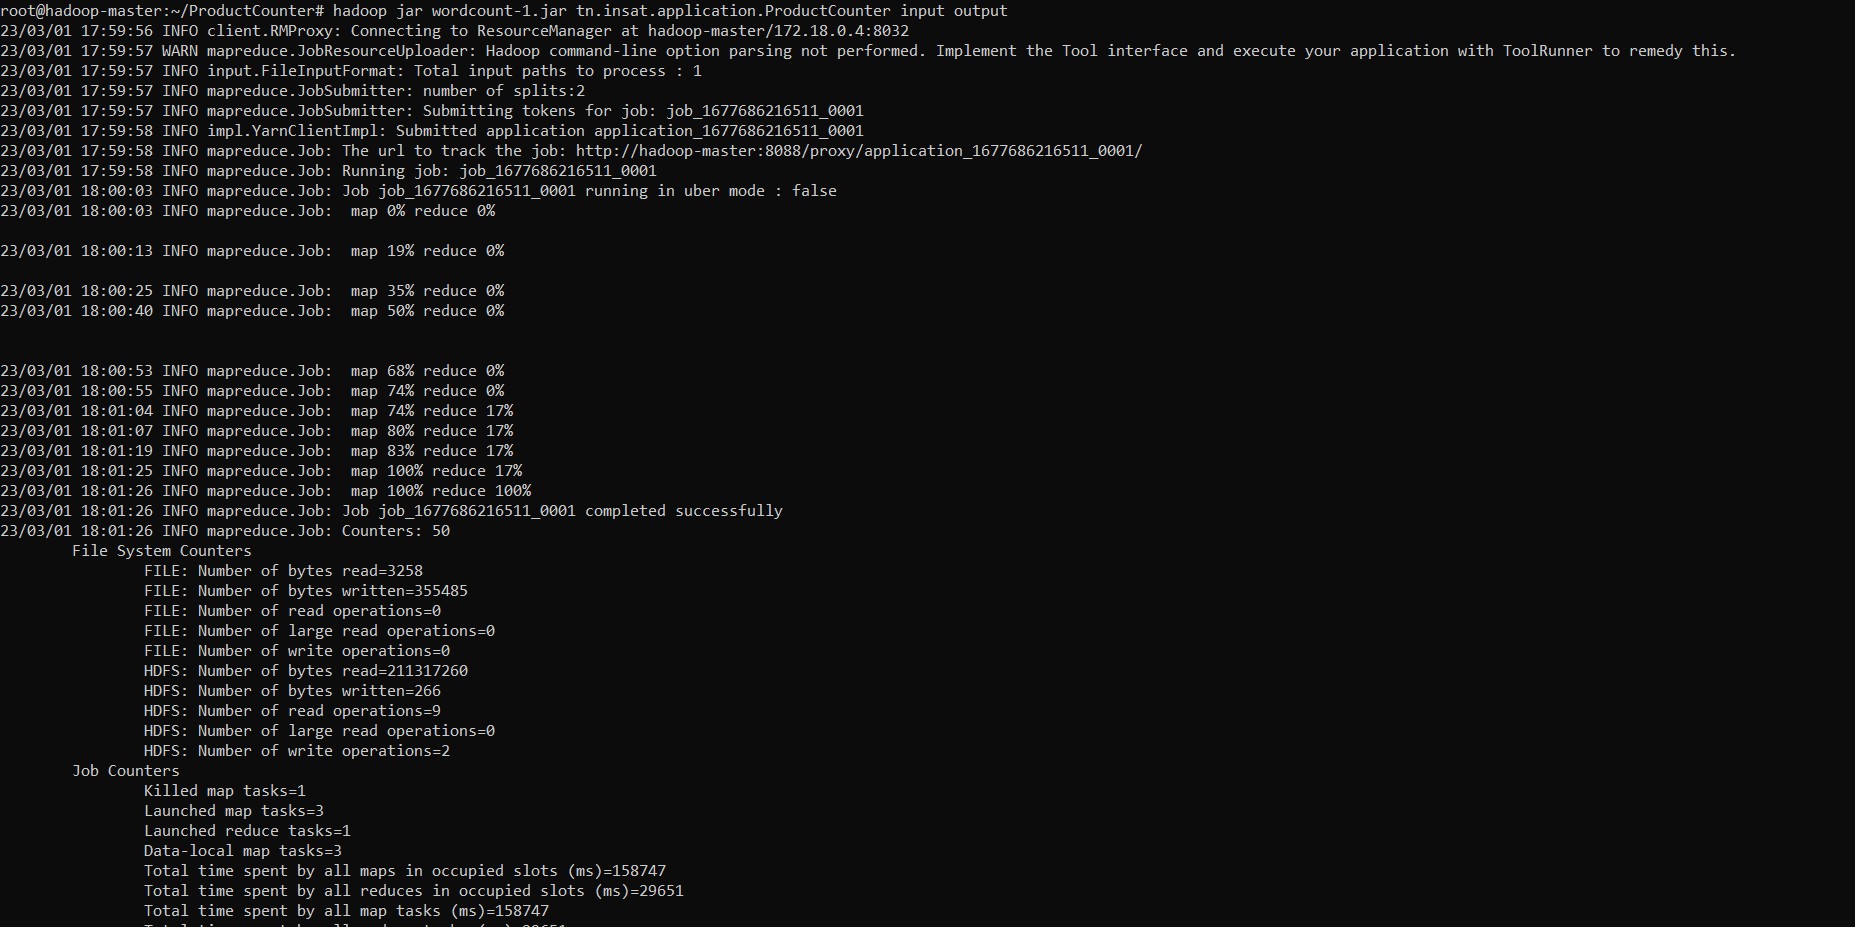 root@hadoop-master:~/ProductCounter# hadoop jar wordcount-1.jar tn.insat.application.ProductCounter input output
23/03/01 17:59:56 INFO client.RMProxy: Connecting to ResourceManager at hadoop-master/172.18.0.4:8032
23/03/01 17:59:57 WARN mapreduce.JobResourceUploader: Hadoop command-line option parsing not performed. Implement the Tool interface and execute your application with ToolRunner to remedy this.
23/03/01 17:59:57 INFO input.FileInputFormat: Total input paths to process : 1
23/03/01 17:59:57 INFO mapreduce.JobSubmitter: number of splits:2
23/03/01 17:59:57 INFO mapreduce.JobSubmitter: Submitting tokens for job: job_1677686216511_0001
23/03/01 17:59:58 INFO impl.YarnClientImpl: Submitted application application_1677686216511_0001
23/03/01 17:59:58 INFO mapreduce.Job: The url to track the job: http://hadoop-master:8088/proxy/application_1677686216511_0001/
23/03/01 17:59:58 INFO mapreduce.Job: Running job: job_1677686216511_0001
23/03/01 18:00:03 INFO mapreduce.Job: Job job_1677686216511_0001 running in uber mode : false
23/03/01 18:00:03 INFO mapreduce.Job:  map 0% reduce 0%
23/03/01 18:00:13 INFO mapreduce.Job:  map 19% reduce 0%
23/03/01 18:00:25 INFO mapreduce.Job:  map 35% reduce 0%
23/03/01 18:00:40 INFO mapreduce.Job:  map 50% reduce 0%
23/03/01 18:00:53 INFO mapreduce.Job:  map 68% reduce 0%
23/03/01 18:00:55 INFO mapreduce.Job:  map 74% reduce 0%
23/03/01 18:01:04 INFO mapreduce.Job:  map 74% reduce 17%
23/03/01 18:01:07 INFO mapreduce.Job:  map 80% reduce 17%
23/03/01 18:01:19 INFO mapreduce.Job:  map 83% reduce 17%
23/03/01 18:01:25 INFO mapreduce.Job:  map 100% reduce 17%
23/03/01 18:01:26 INFO mapreduce.Job:  map 100% reduce 100%
23/03/01 18:01:26 INFO mapreduce.Job: Job job_1677686216511_0001 completed successfully
23/03/01 18:01:26 INFO mapreduce.Job: Counters: 50
File System Counters
FILE: Number of bytes read=3258
FILE: Number of bytes written=355485
FILE: Number of read operations=0
FILE: Number of large read operations=0
FILE: Number of write operations=0
HDFS: Number of bytes read=211317260
HDFS: Number of bytes written=266
HDFS: Number of read operations=9
HDFS: Number of large read operations=0
HDFS: Number of write operations=2
Job Counters
Killed map tasks=1
Launched map tasks=3
Launched reduce tasks=1
Data-local map tasks=3
Total time spent by all maps in occupied slots (ms)=158747
Total time spent by all reduces in occupied slots (ms)=29651
Total time spent by all map tasks (ms)=158747